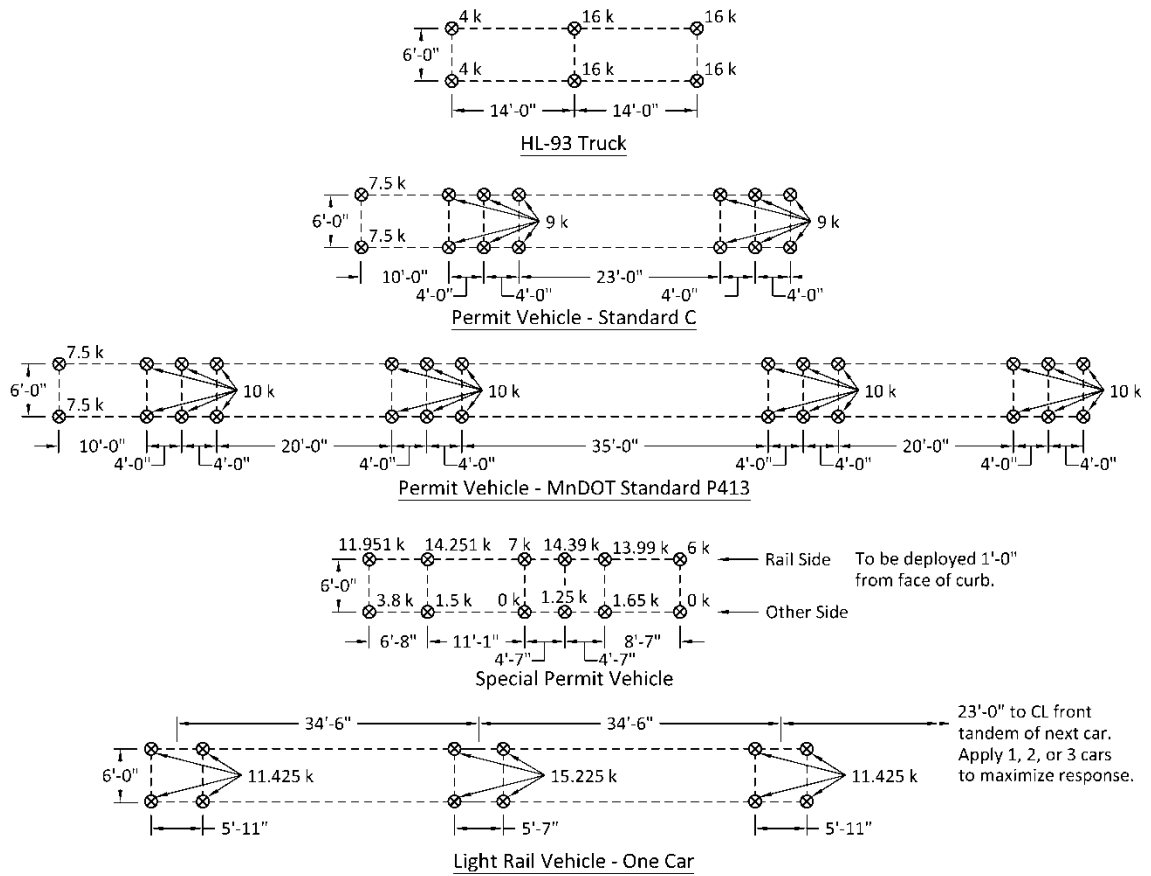 4 k 16 k 16 k
6'-0"
4 k 16 k 16 k
14'-0" 14'-0"
HL-93 Truck
7.5 k
6'-0" 9 k 9 k
7.5 k
10'-0" 23'-0"
4'-0" 4'-0" 4'-0" 4'-0"
Permit Vehicle - Standard C
7.5 k
6'-0" 10 k 10 k 10 k 10 k
7.5 k
10'-0" 20'-0" 35'-0" 20'-0"
4'-0" 4'-0" 4'-0" 4'-0" 4'-0" 4'-0" 4'-0" 4'-0"
Permit Vehicle - MnDOT Standard P413
11.951 k 14.251 k 7 k 14.39 k 13.99 k 6 k
Rail Side
To be deployed 1'-0"
from face of curb.
6'-0"
3.8 k 1.5 k 0 k 1.25 k 1.65 k 0 k
Other Side
6'-8" 11'-1" 8'-7"
4'-7" 4'-7"
Special Permit Vehicle
34'-6" 34'-6"
23'-0" to CL front
tandem of next car.
Apply 1, 2, or 3 cars
to maximize response.
6'-0" 11.425 k 15.225 k 11.425 k
5'-11" 5'-7" 5'-11"
Light Rail Vehicle - One Car